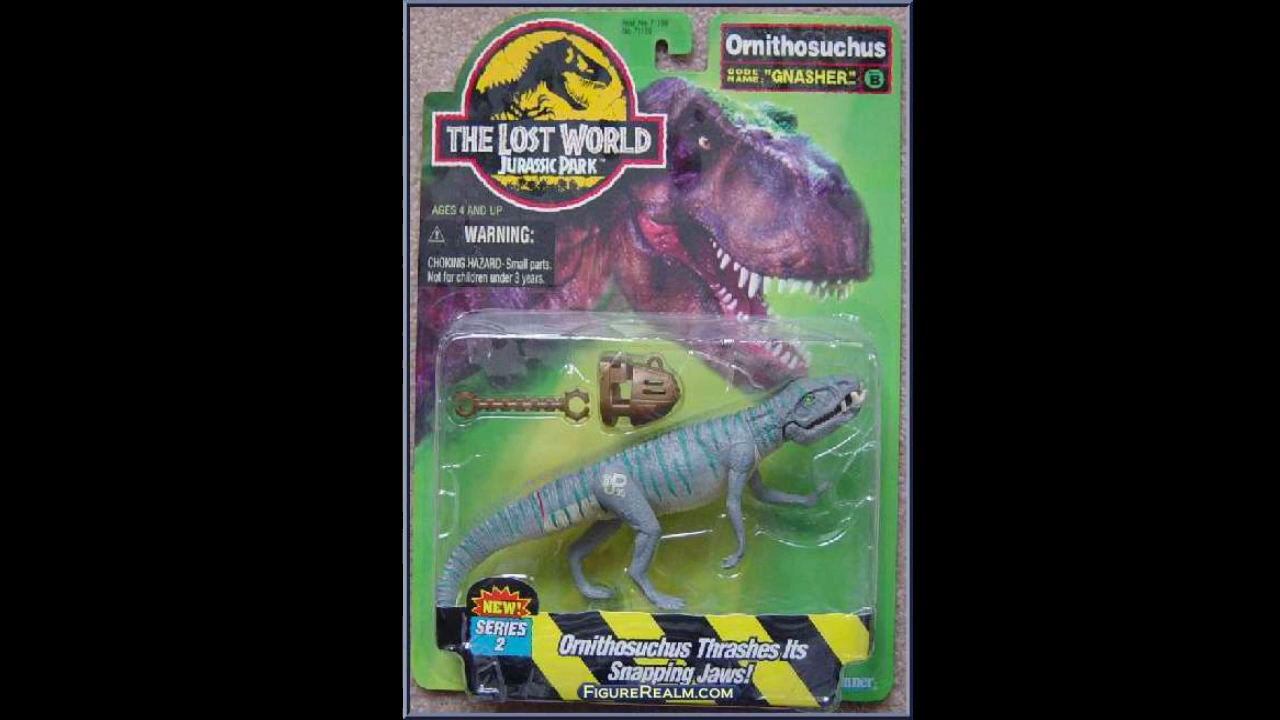 Ornithosuchus
CODE NAME: "GNASHER" B
THE LOST WORLD
JURASSIC PARK™
AGES 4 AND UP
WARNING:
CHOKING HAZARD- Small parts.
Not for children under 3 years.
NEW!
SERIES
2
Ornithosuchus Thrashes Its
Snapping Jaws!
FIGUREREALM.COM